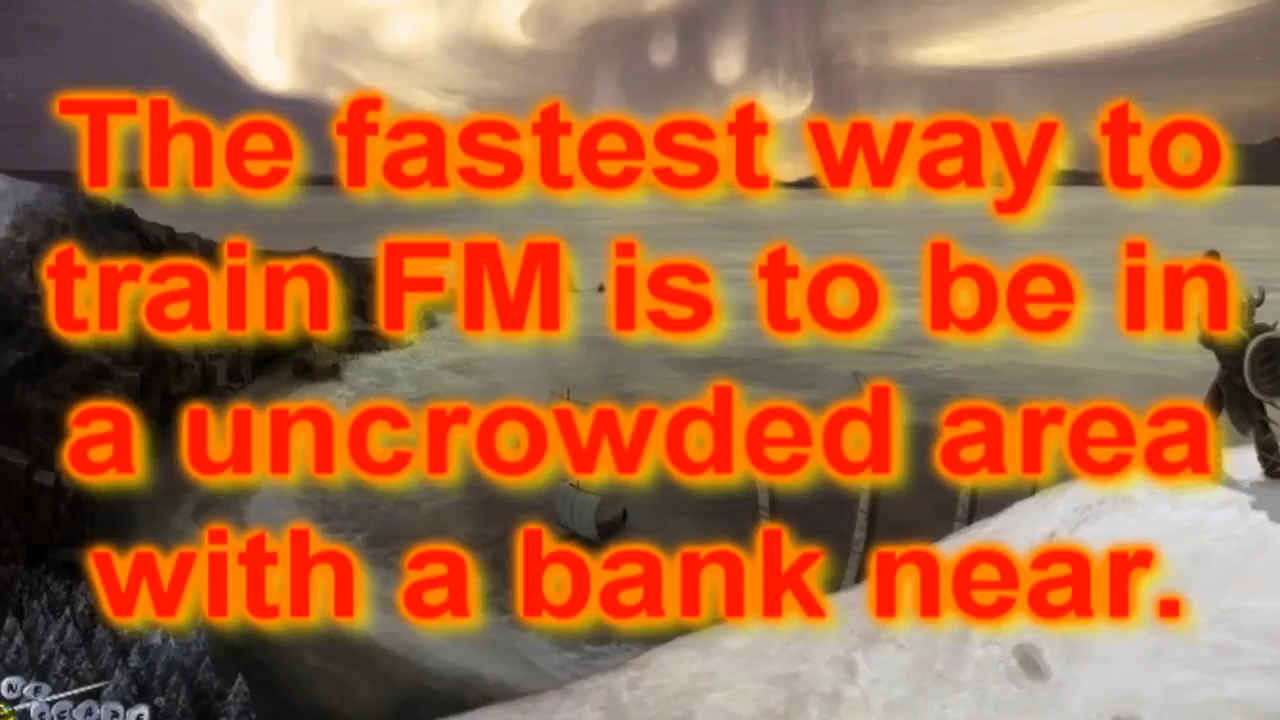 The fastest way to
train FM is to be in
a uncrowded area
with a bank near.